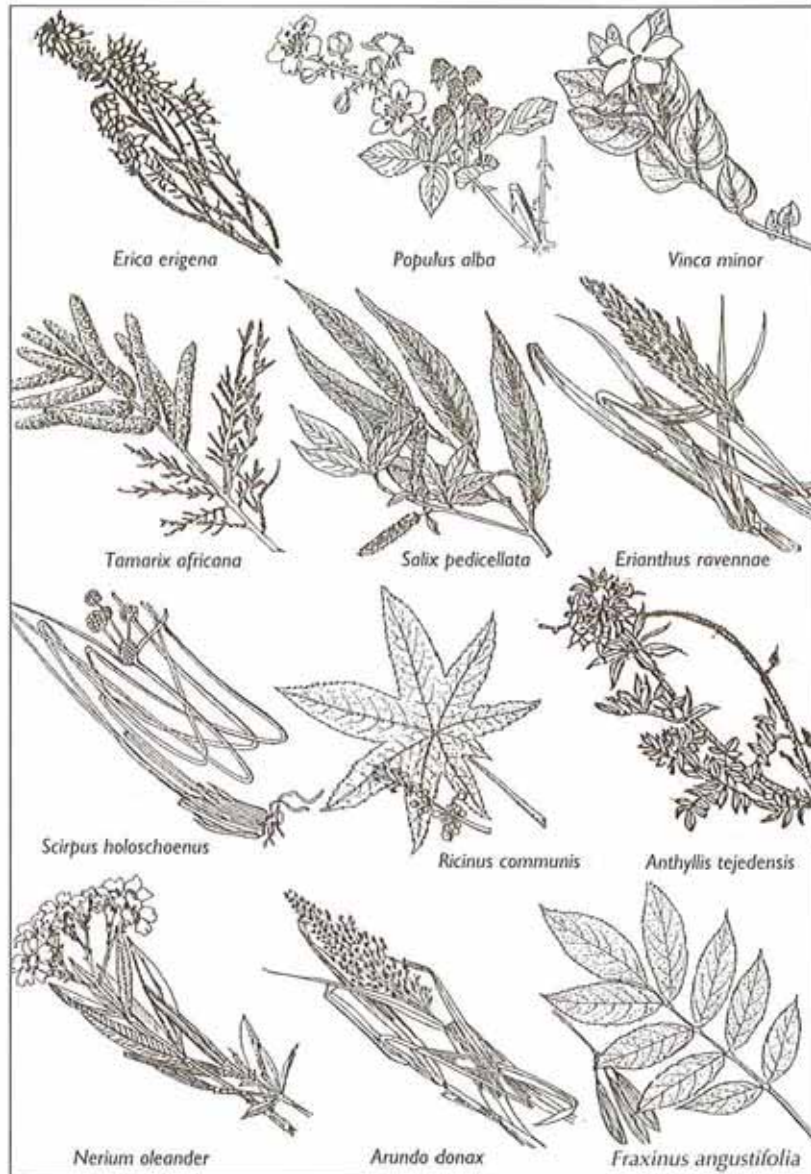 Erica erigena
Populus alba
Vinca minor
Tamarix africana
Salix pedicellata
Erianthus ravennae
Scirpus holoschoenus
Ricinus communis
Anthyllis tejedensis
Nerium oleander
Arundo donax
Fraxinus angustifolia